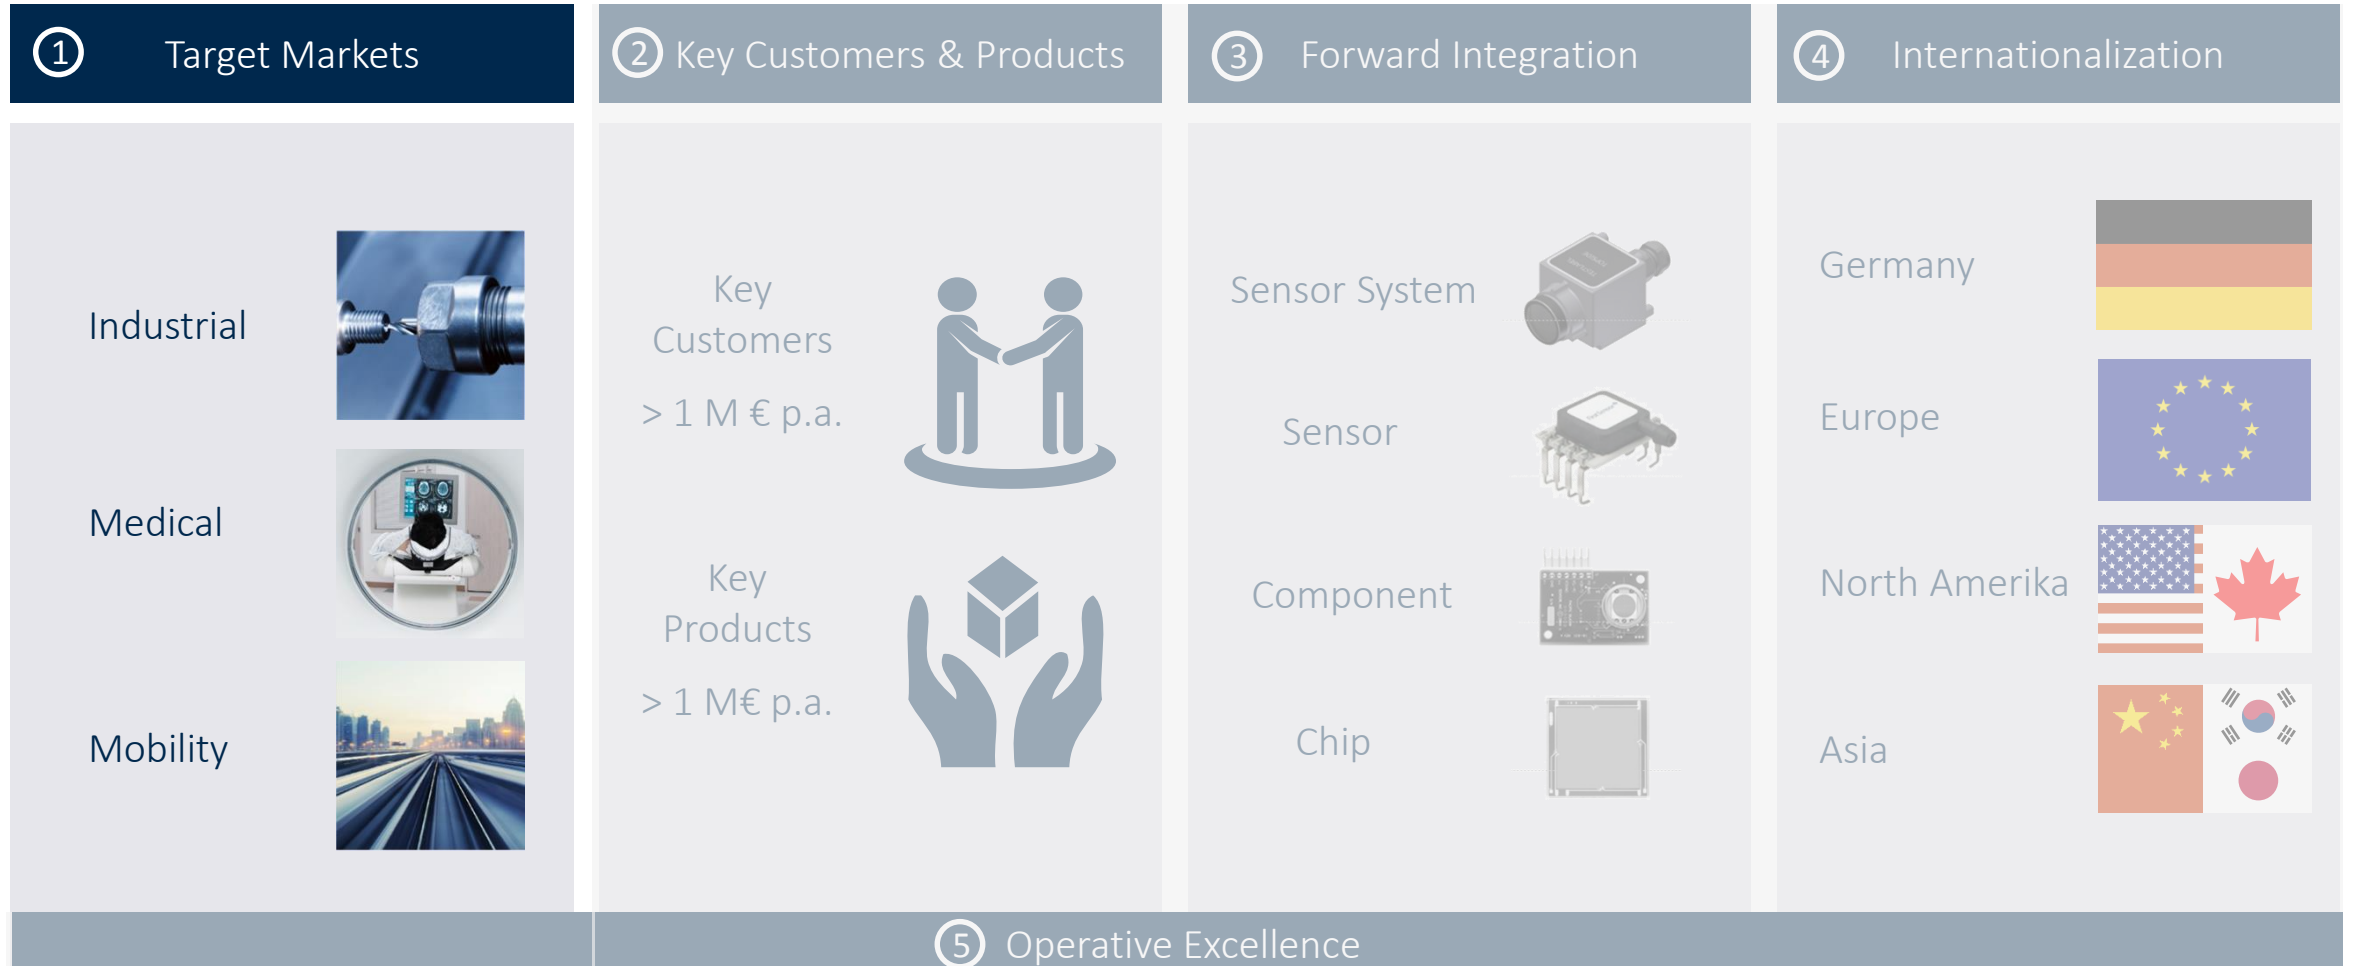 1 Target Markets
Industrial
Medical
Mobility
2 Key Customers & Products
Key
Customers
> 1 M € p.a.
Key
Products
> 1 M€ p.a.
3 Forward Integration
Sensor System
Sensor
Component
Chip
4 Internationalization
Germany
Europe
North Amerika
Asia
5 Operative Excellence